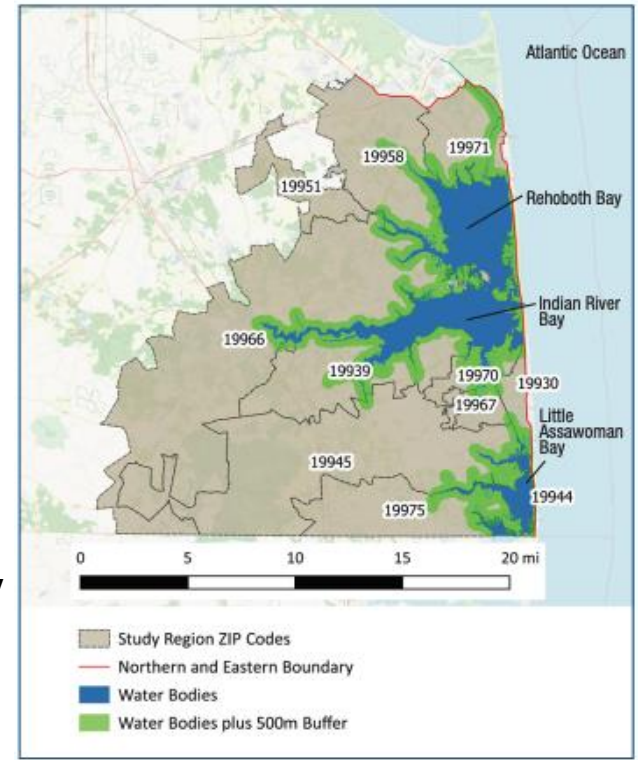 Atlantic Ocean
19971
19958
19951
Rehoboth Bay
Indian River
Bay
19966
19939
19970
19930
19967
Little
Assawoman
Bay
19945
19944
19975
0 5 10 15 20 mi
Study Region ZIP Codes
Northern and Eastern Boundary
Water Bodies
Water Bodies plus 500m Buffer